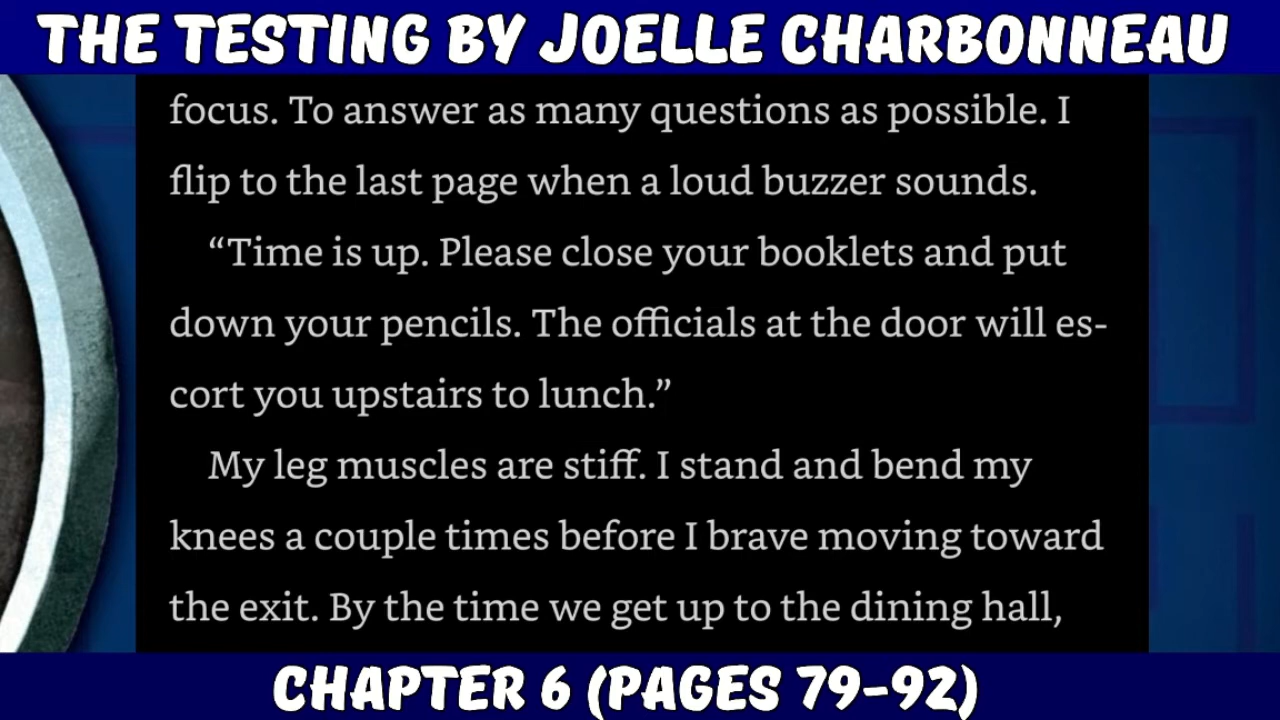 THE TESTING BY JOELLE CHARBONNEAU
focus. To answer as many questions as possible. I
flip to the last page when a loud buzzer sounds.
“Time is up. Please close your booklets and put
down your pencils. The officials at the door will es-
cort you upstairs to lunch.”
My leg muscles are stiff. I stand and bend my
knees a couple times before I brave moving toward
the exit. By the time we get up to the dining hall,
CHAPTER 6 (PAGES 79-92)